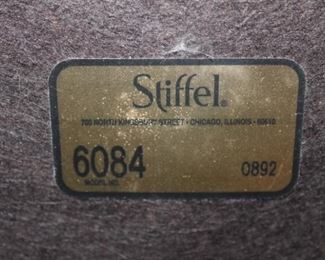 Stiffel®
700 NORTH KINGSBURY STREET • CHICAGO, ILLINOIS • 60610
6084 0892
MODEL NO.